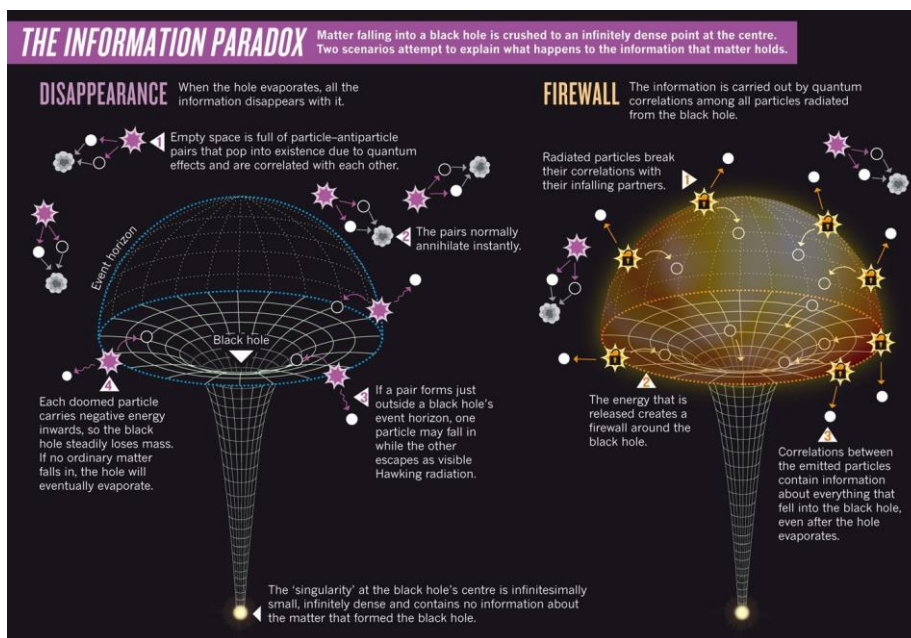 THE INFORMATION PARADOX
Matter falling into a black hole is crushed to an infinitely dense point at the centre.
Two scenarios attempt to explain what happens to the information that matter holds.
DISAPPEARANCE
When the hole evaporates, all the
information disappears with it.
1
Empty space is full of particle–antiparticle
pairs that pop into existence due to quantum
effects and are correlated with each other.
2
The pairs normally
annihilate instantly.
Event horizon
Black hole
3
If a pair forms just
outside a black hole's
event horizon, one
particle may fall in
while the other
escapes as visible
Hawking radiation.
4
Each doomed particle
carries negative energy
inwards, so the black
hole steadily loses mass.
If no ordinary matter
falls in, the hole will
eventually evaporate.
The 'singularity' at the black hole's centre is infinitesimally
small, infinitely dense and contains no information about
the matter that formed the black hole.
FIREWALL
The information is carried out by quantum
correlations among all particles radiated
from the black hole.
Radiated particles break
their correlations with
their infalling partners.
1
2
The energy that is
released creates a
firewall around the
black hole.
3
Correlations between
the emitted particles
contain information
about everything that
fell into the black hole,
even after the hole
evaporates.